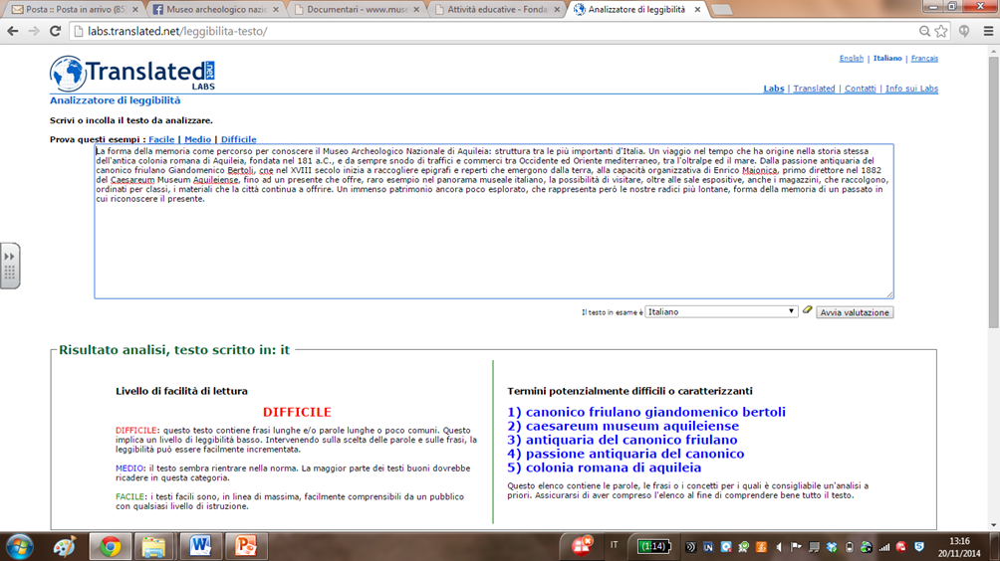 Posta :: Posta in arrivo (85
Museo archeologico nazio
Documentari - www.muse
Attività educative - Fonda
Analizzatore di leggibilità
labs.translated.net/leggibilita-testo/
English | Italiano | Français
Translated.net
LABS
Labs | Translated | Contatti | Info sui Labs
Analizzatore di leggibilità
Scrivi o incolla il testo da analizzare.
Prova questi esempi : Facile | Medio | Difficile
La forma della memoria come percorso per conoscere il Museo Archeologico Nazionale di Aquileia: struttura tra le più importanti d'Italia. Un viaggio nel tempo che ha origine nella storia stessa
dell'antica colonia romana di Aquileia, fondata nel 181 a.C., e da sempre snodo di traffici e commerci tra Occidente ed Oriente mediterraneo, tra l'oltralpe ed il mare. Dalla passione antiquaria del
canonico friulano Giandomenico Bertoli, cne nel XVIII secolo inizia a raccogliere epigrafi e reperti che emergono dalla terra, alla capacità organizzativa di Enrico Maionica, primo direttore nel 1882
del Caesareum Museum Aquileiense, fino ad un presente che offre, raro esempio nel panorama museale italiano, la possibilità di visitare, oltre alle sale espositive, anche i magazzini, che raccolgono,
ordinati per classi, i materiali che la città continua a offrire. Un immenso patrimonio ancora poco esplorato, che rappresenta però le nostre radici più lontane, forma della memoria di un passato in
cui riconoscere il presente.
Il testo in esame è Italiano Avvia valutazione
Risultato analisi, testo scritto in: it
Livello di facilità di lettura
DIFFICILE
DIFFICILE: questo testo contiene frasi lunghe e/o parole lunghe o poco comuni. Questo
implica un livello di leggibilità basso. Intervenendo sulla scelta delle parole e sulle frasi, la
leggibilità può essere facilmente incrementata.
MEDIO: il testo sembra rientrare nella norma. La maggior parte dei testi buoni dovrebbe
ricadere in questa categoria.
FACILE: i testi facili sono, in linea di massima, facilmente comprensibili da un pubblico
con qualsiasi livello di istruzione.
Termini potenzialmente difficili o caratterizzanti
1) canonico friulano giandomenico bertoli
2) caesareum museum aquileiense
3) antiquaria del canonico friulano
4) passione antiquaria del canonico
5) colonia romana di aquileia
Questo elenco contiene le parole, le frasi o i concetti per i quali è consigliabile un'analisi a
priori. Assicurarsi di aver compreso l'elenco al fine di comprendere bene tutto il testo.
IT
(1:14)
13:16
20/11/2014